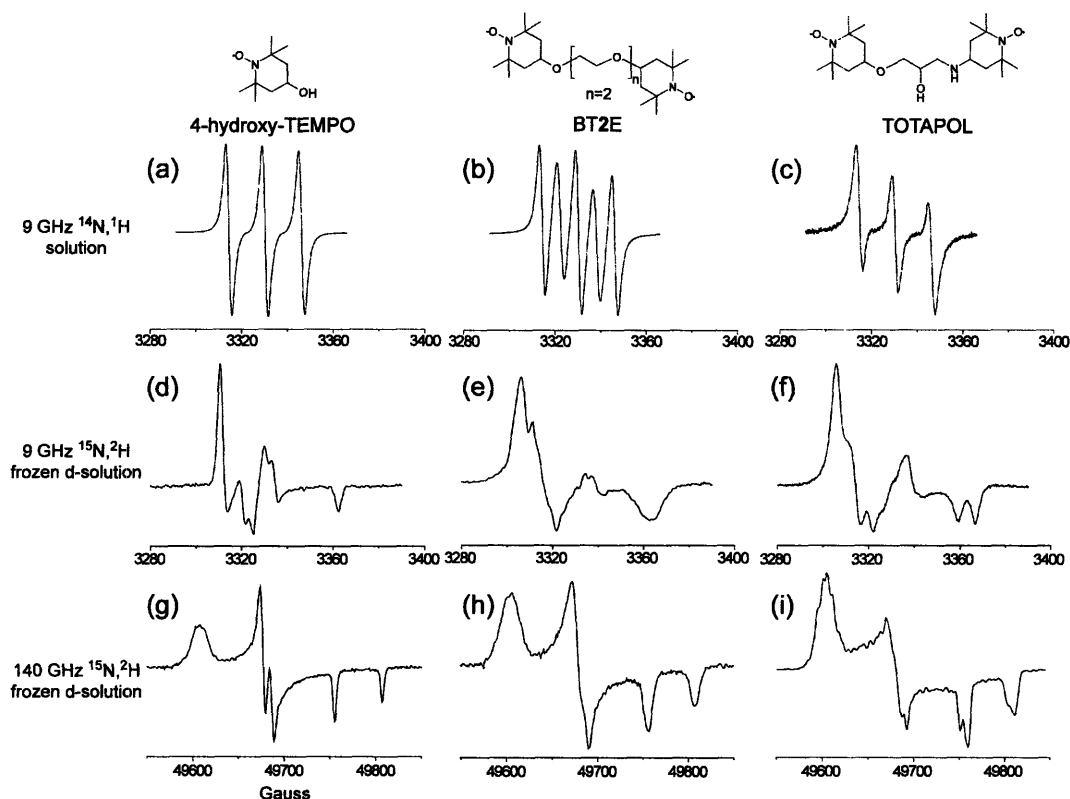 ·O N OH
4-hydroxy-TEMPO
·O N O O n N O·
n=2
BT2E
·O N O OH N H N O·
TOTAPOL
(a) (b) (c)
9 GHz ¹⁴N,¹H
solution
3280 3320 3360 3400 3280 3320 3360 3400 3280 3320 3360 3400
(d) (e) (f)
9 GHz ¹⁵N,²H
frozen d-solution
3280 3320 3360 3400 3280 3320 3360 3400 3280 3320 3360 3400
(g) (h) (i)
140 GHz ¹⁵N,²H
frozen d-solution
49600 49700 49800 49600 49700 49800 49600 49700 49800
Gauss